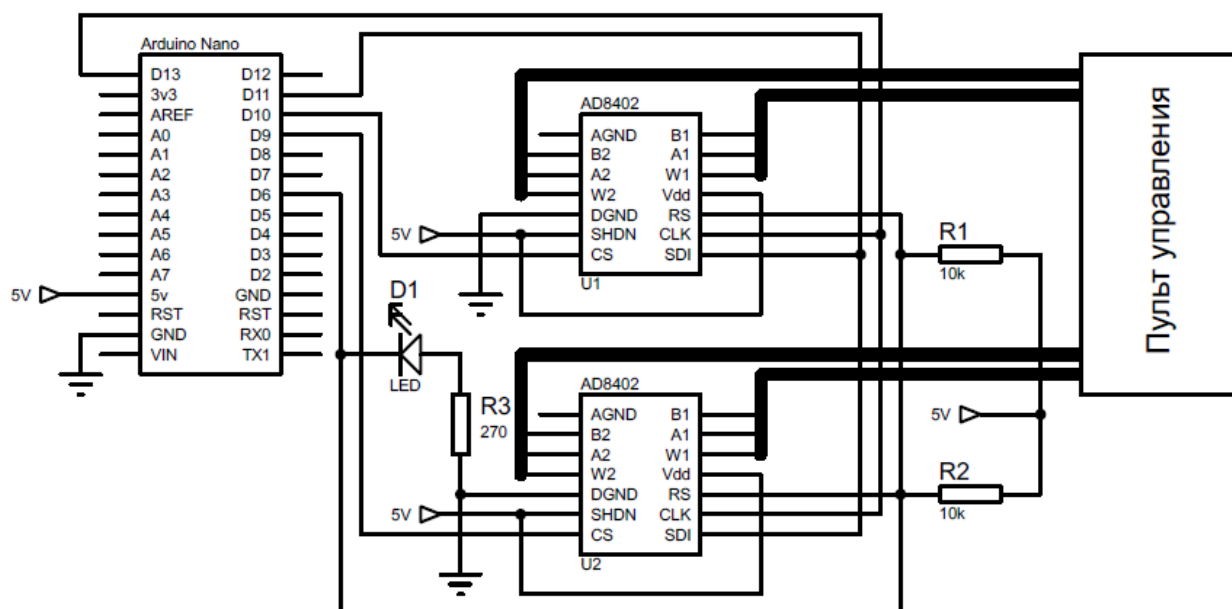 Arduino Nano
D13 D12
3v3 D11
AREF D10
A0 D9
A1 D8
A2 D7
A3 D6
A4 D5
A5 D4
A6 D3
A7 D2
5V
5v GND
RST RST
GND RX0
VIN TX1
AD8402
AGND B1
B2 A1
A2 W1
W2 Vdd
DGND RS
5V
SHDN CLK
CS SDI
U1
R1
10k
D1
LED
R3
270
AD8402
AGND B1
B2 A1
A2 W1
W2 Vdd
DGND RS
5V
SHDN CLK
CS SDI
U2
5V
R2
10k
Пульт управления